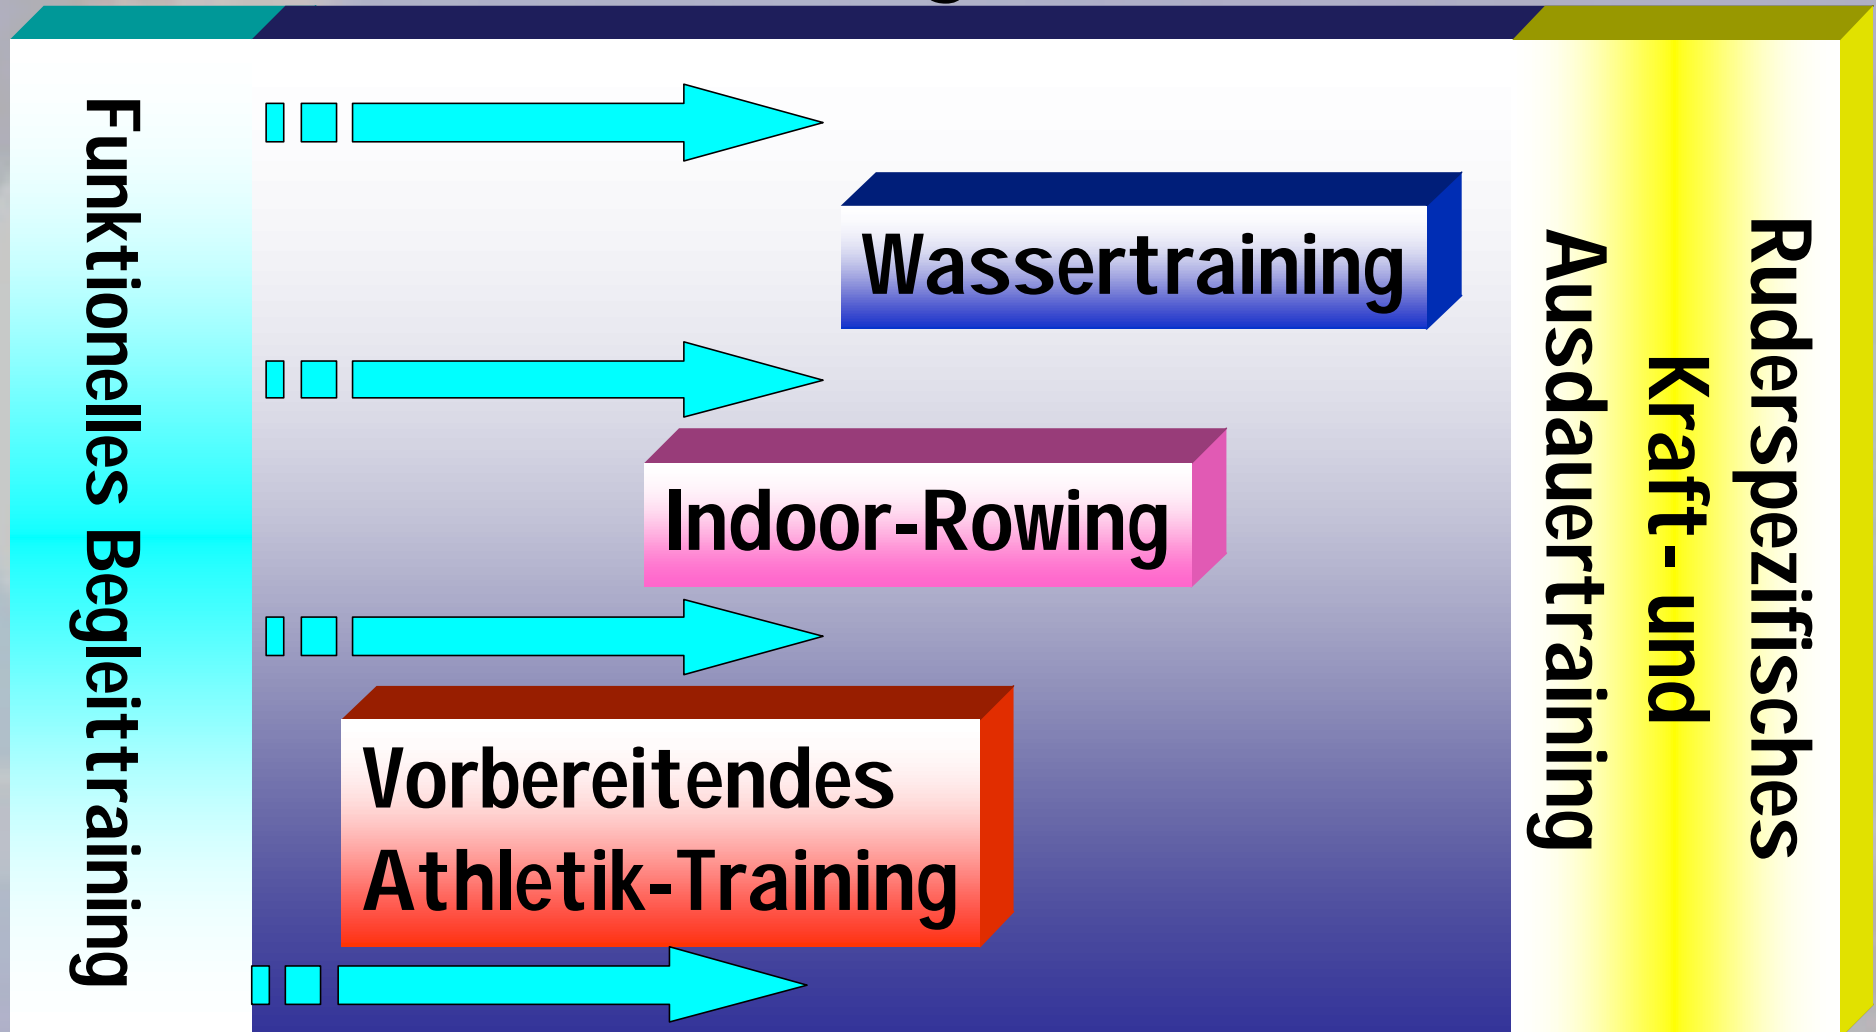 Funktionelles Begleittraining
Wassertraining
Indoor-Rowing
Vorbereitendes
Athletik-Training
Ruderspezifisches
Kraft- und
Ausdauertraining